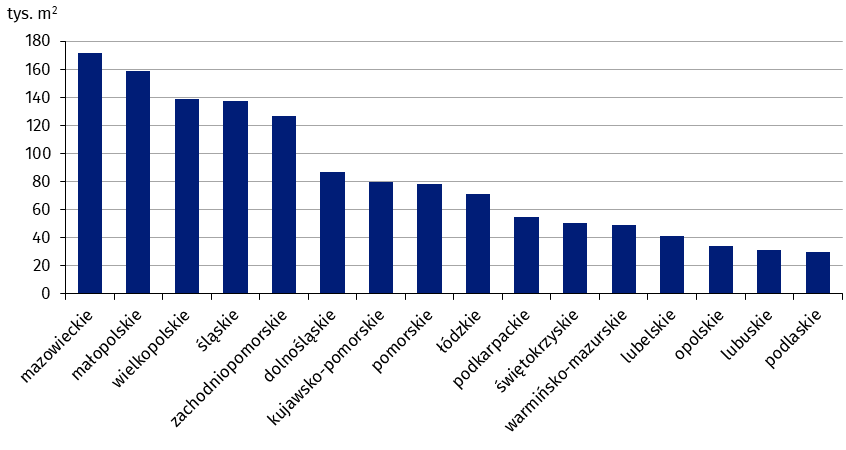 tys. m²
180
160
140
120
100
80
60
40
20
0
mazowieckie
małopolskie
wielkopolskie
śląskie
zachodniopomorskie
dolnośląskie
kujawsko-pomorskie
pomorskie
łódzkie
podkarpackie
świętokrzyskie
warmińsko-mazurskie
lubelskie
opolskie
lubuskie
podlaskie